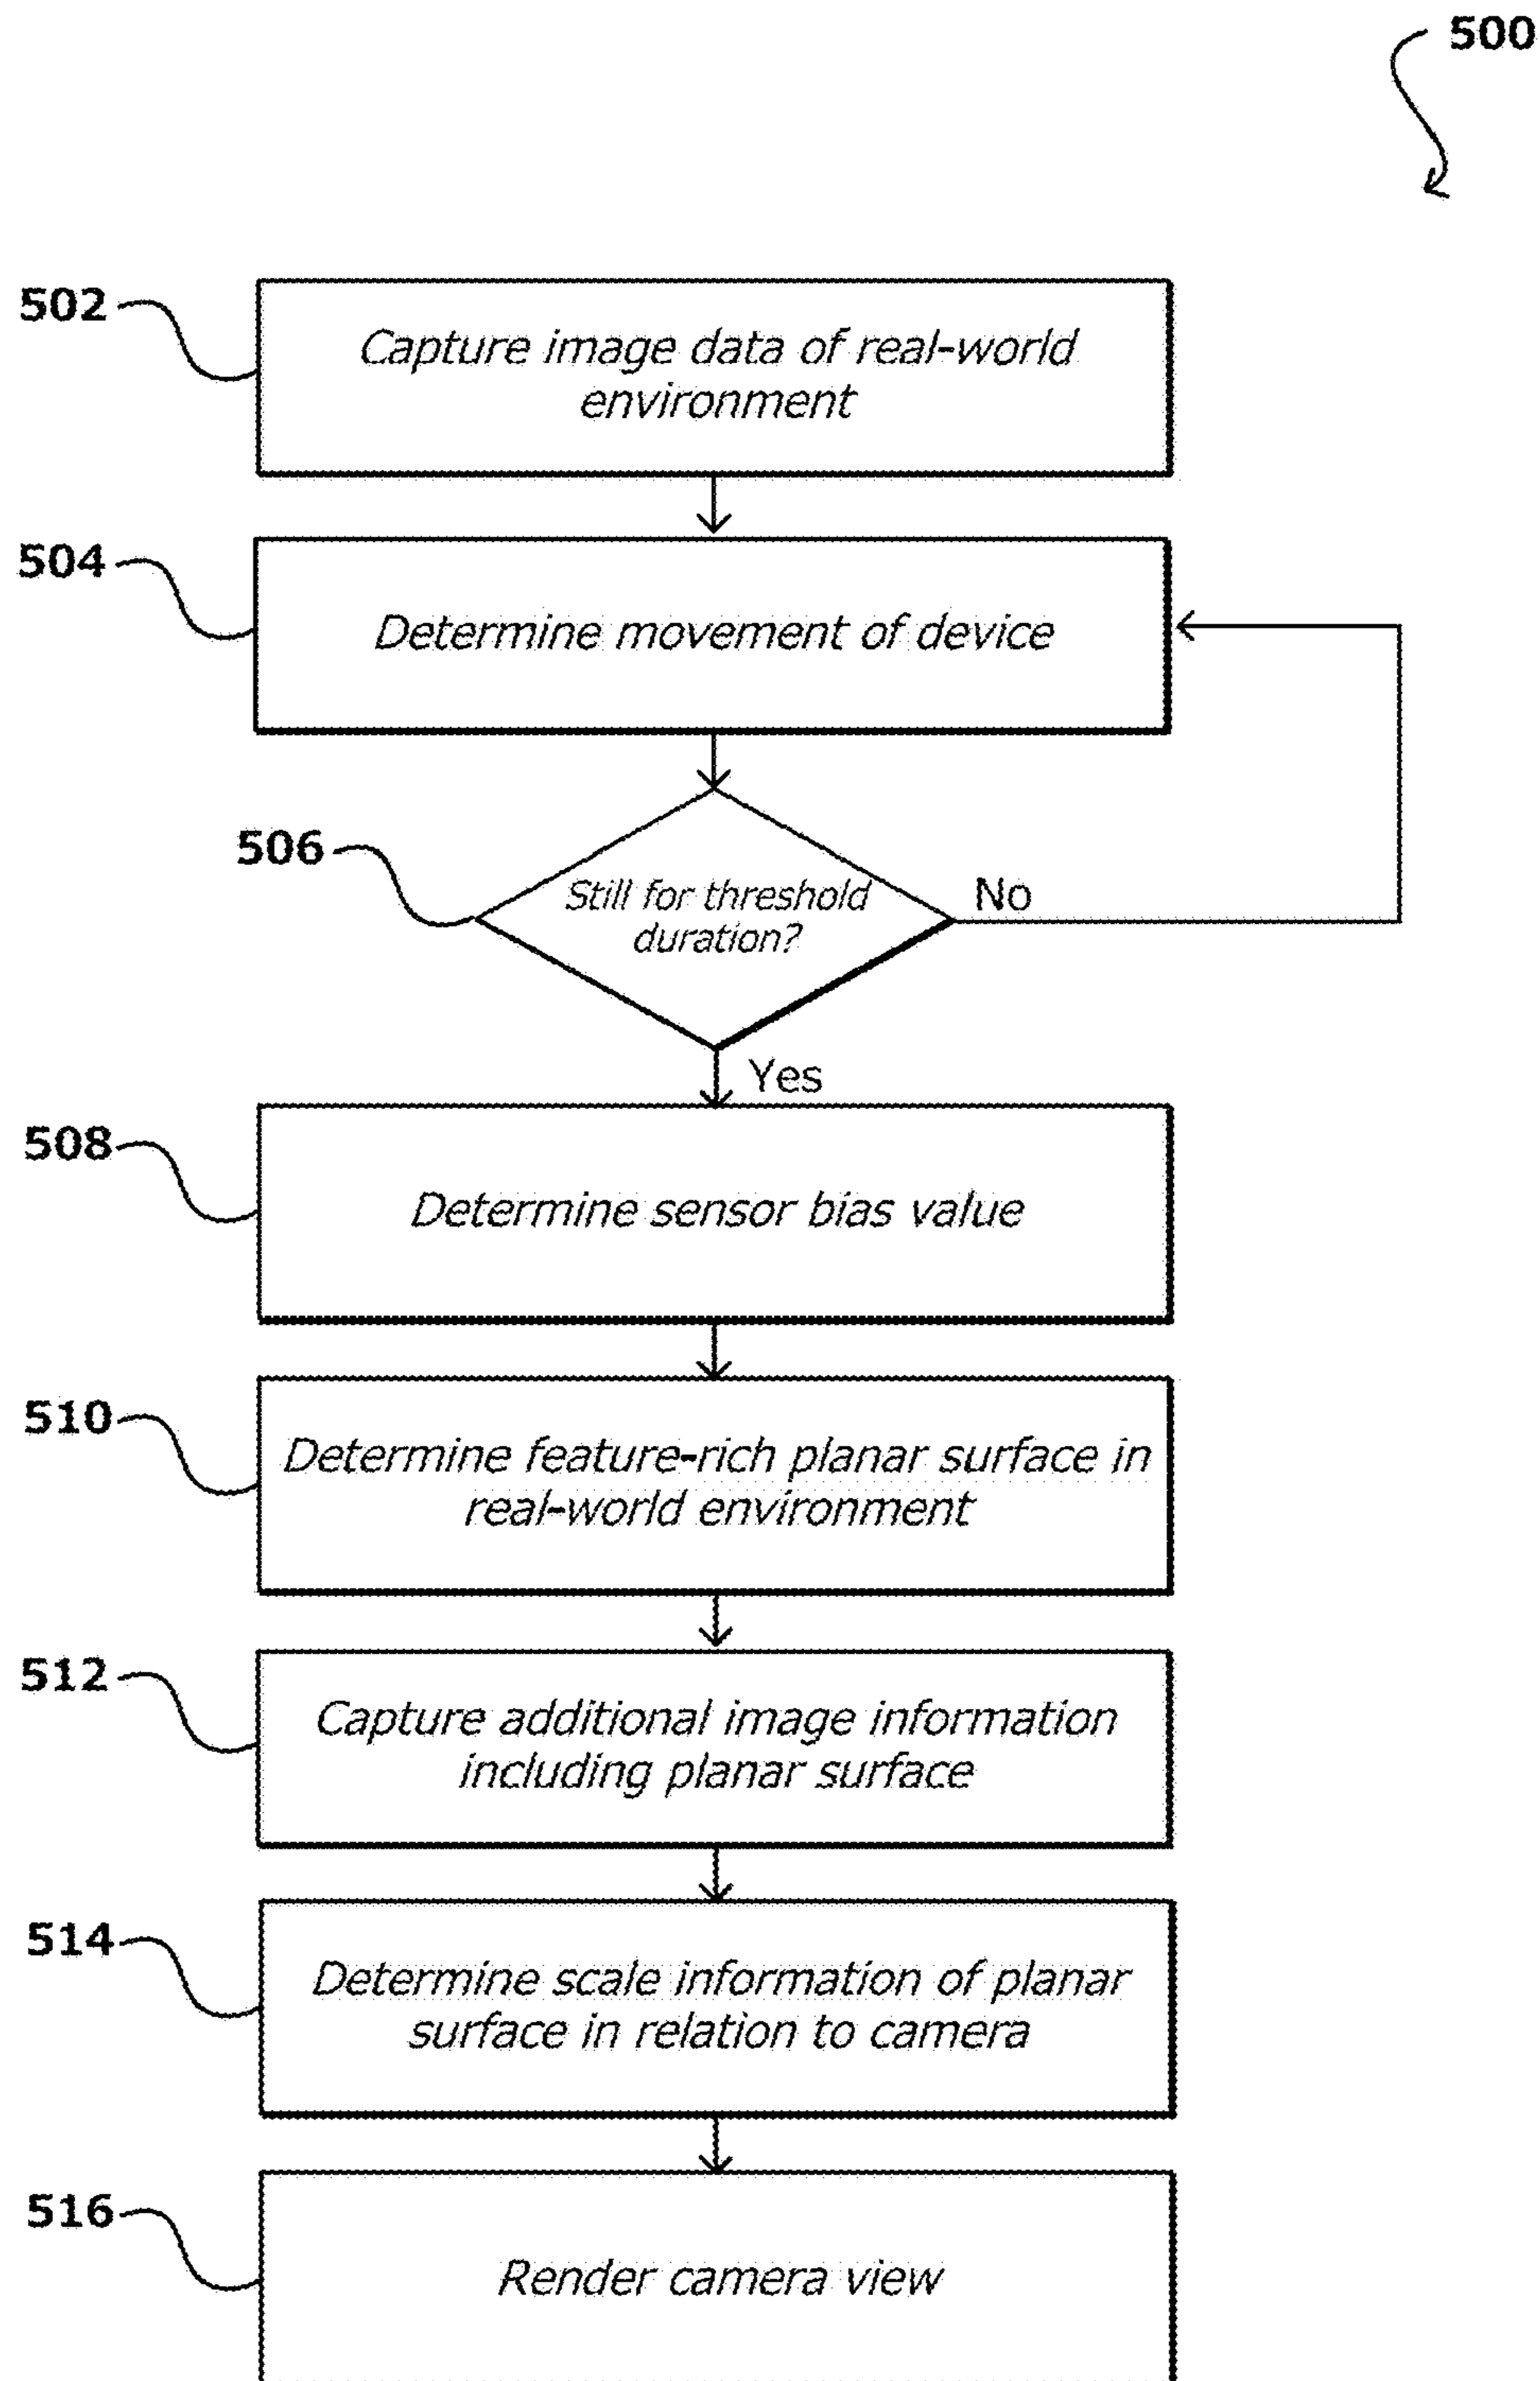 500
502
Capture image data of real-world
environment
504
Determine movement of device
506
Still for threshold
duration?
No
Yes
508
Determine sensor bias value
510
Determine feature-rich planar surface in
real-world environment
512
Capture additional image information
including planar surface
514
Determine scale information of planar
surface in relation to camera
516
Render camera view